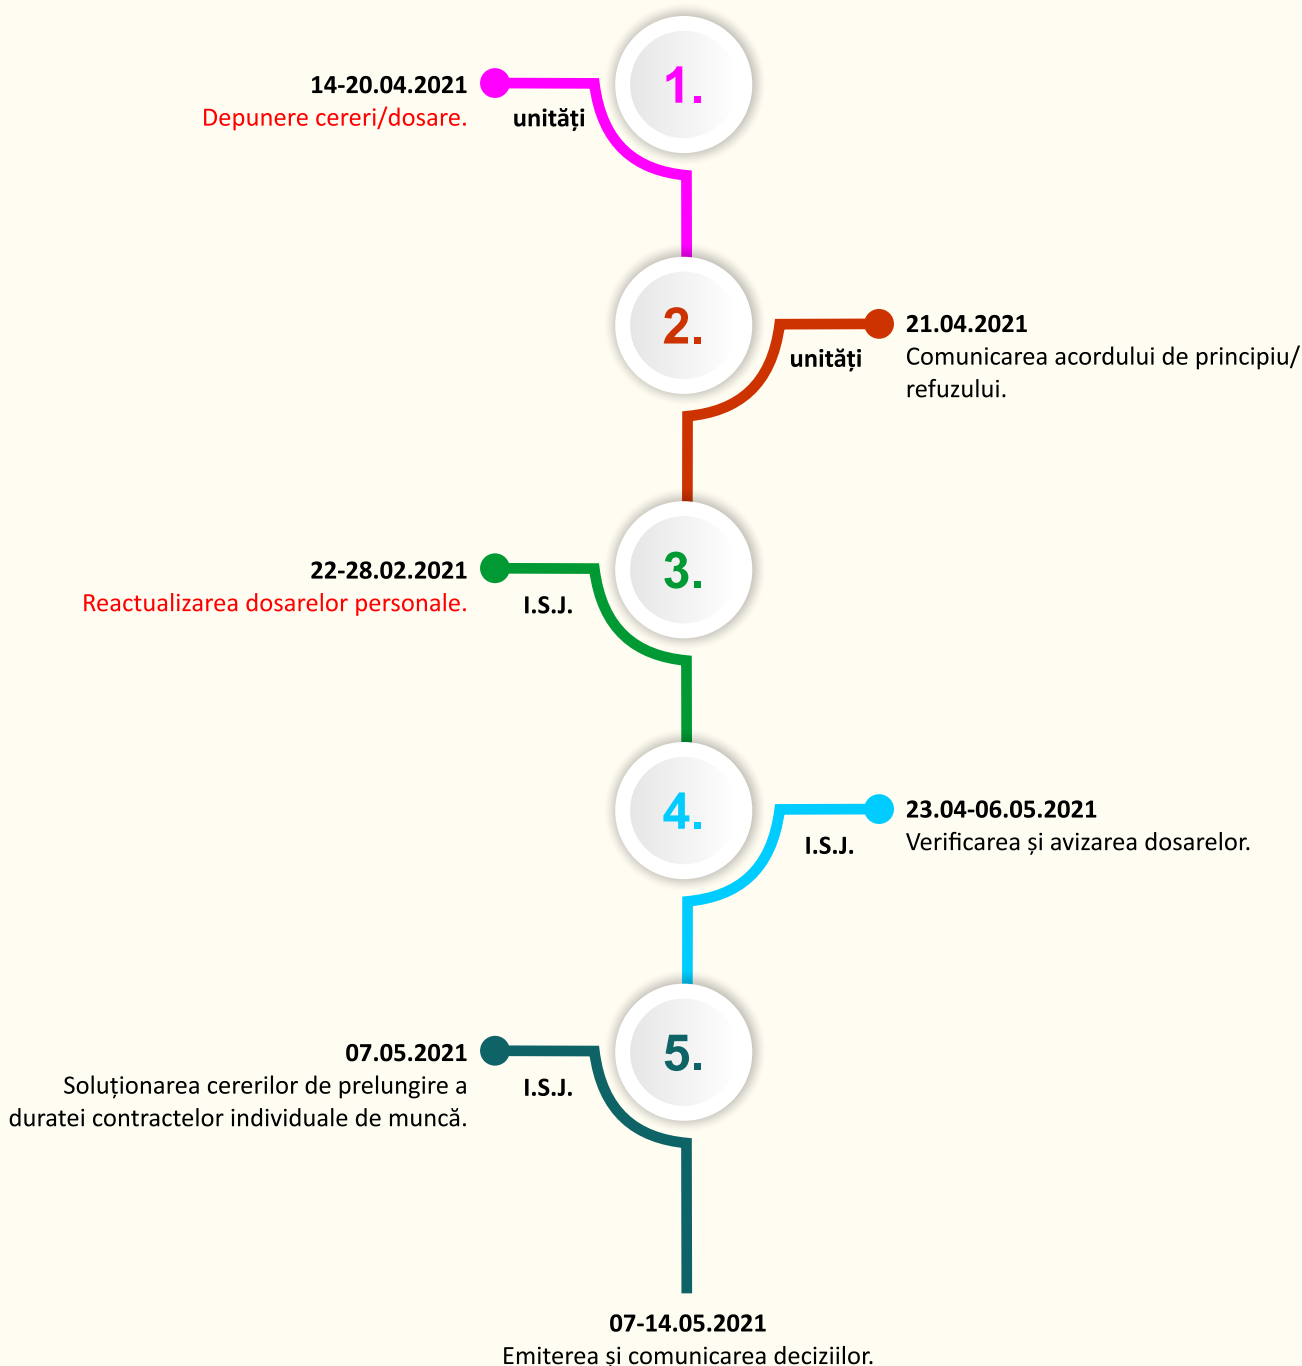 1.
14-20.04.2021
Depunere cereri/dosare.
unități
2.
21.04.2021
unități
Comunicarea acordului de principiu/
refuzului.
3.
22-28.02.2021
Reactualizarea dosarelor personale.
I.S.J.
4.
23.04-06.05.2021
I.S.J.
Verificarea și avizarea dosarelor.
5.
07.05.2021
Soluționarea cererilor de prelungire a
duratei contractelor individuale de muncă.
I.S.J.
07-14.05.2021
Emiterea și comunicarea deciziilor.